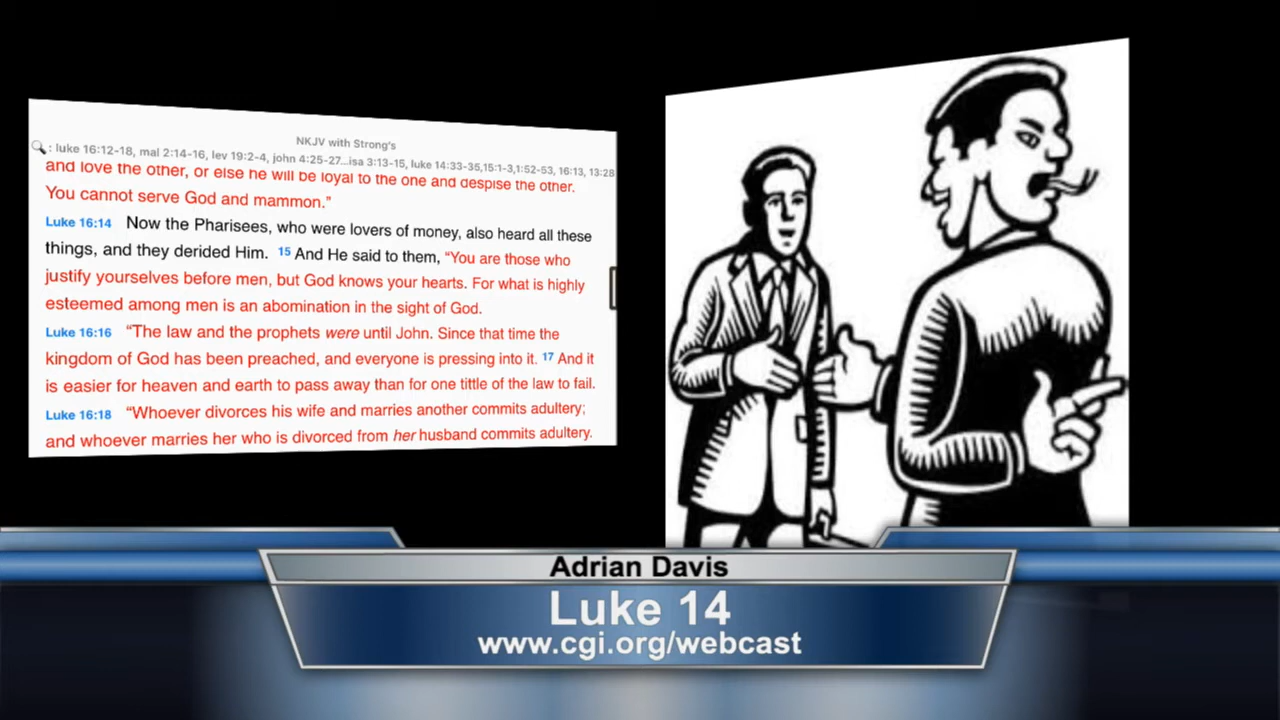 NKJV with Strong's
: luke 16:12-18, mal 2:14-16, lev 19:2-4, john 4:25-27...isa 3:13-15, luke 14:33-35,15:1-3,1:52-53, 16:13, 13:28
and love the other, or else he will be loyal to the one and despise the other.
You cannot serve God and mammon.”
Luke 16:14 Now the Pharisees, who were lovers of money, also heard all these
things, and they derided Him. 15 And He said to them, “You are those who
justify yourselves before men, but God knows your hearts. For what is highly
esteemed among men is an abomination in the sight of God.
Luke 16:16 “The law and the prophets were until John. Since that time the
kingdom of God has been preached, and everyone is pressing into it. 17 And it
is easier for heaven and earth to pass away than for one tittle of the law to fail.
Luke 16:18 “Whoever divorces his wife and marries another commits adultery;
and whoever marries her who is divorced from her husband commits adultery.
Adrian Davis
Luke 14
www.cgi.org/webcast